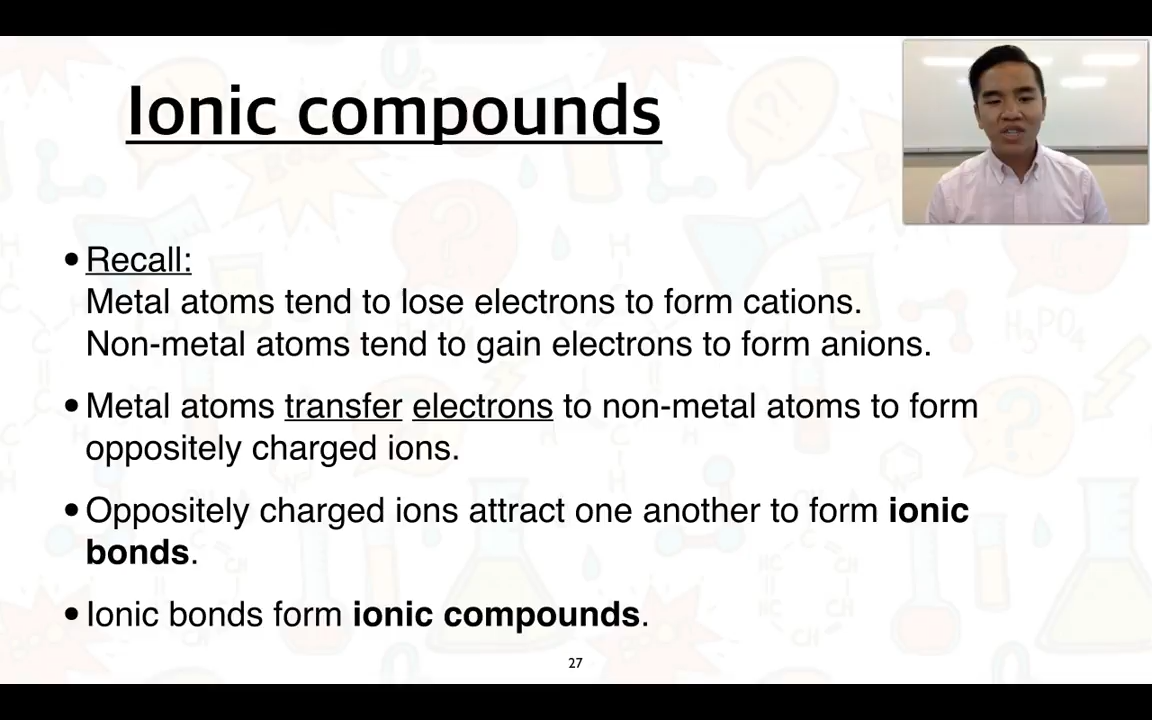 Ionic compounds
• Recall:
Metal atoms tend to lose electrons to form cations.
Non-metal atoms tend to gain electrons to form anions.
• Metal atoms transfer electrons to non-metal atoms to form
oppositely charged ions.
• Oppositely charged ions attract one another to form ionic
bonds.
• Ionic bonds form ionic compounds.
27
O₂
H₃PO₄